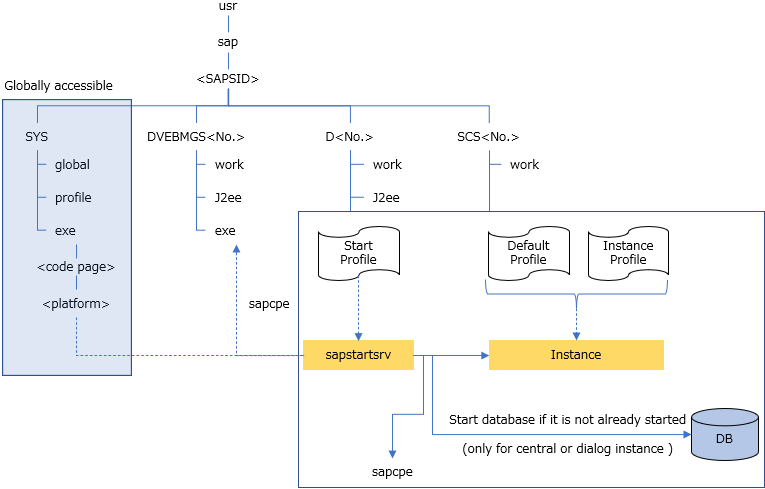 usr
sap
<SAPSID>
Globally accessible
SYS
DVEBMGS<No.>
D<No.>
SCS<No.>
global
work
work
work
profile
J2ee
J2ee
exe
exe
<code page>
<platform>
sapcpe
Start
Profile
Default
Profile
Instance
Profile
sapstartsrv
Instance
Start database if it is not already started
(only for central or dialog instance )
DB
sapcpe